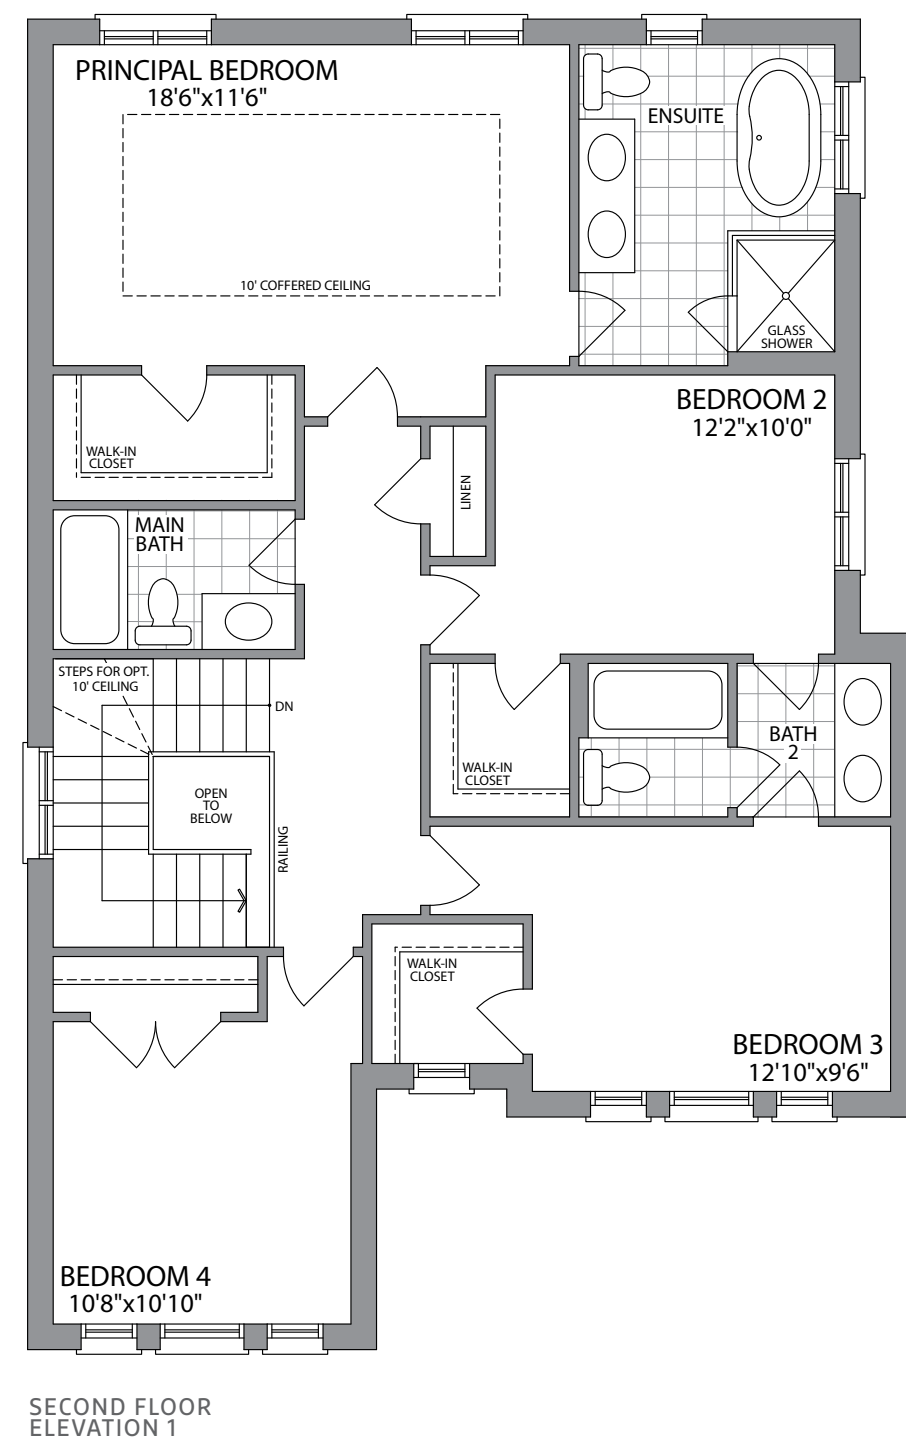 PRINCIPAL BEDROOM
18'6"x11'6"
10' COFFERED CEILING
ENSUITE
GLASS
SHOWER
BEDROOM 2
12'2"x10'0"
WALK-IN
CLOSET
LINEN
MAIN
BATH
STEPS FOR OPT.
10' CEILING
DN
OPEN
TO
BELOW
RAILING
WALK-IN
CLOSET
BATH
2
WALK-IN
CLOSET
BEDROOM 3
12'10"x9'6"
BEDROOM 4
10'8"x10'10"
SECOND FLOOR
ELEVATION 1